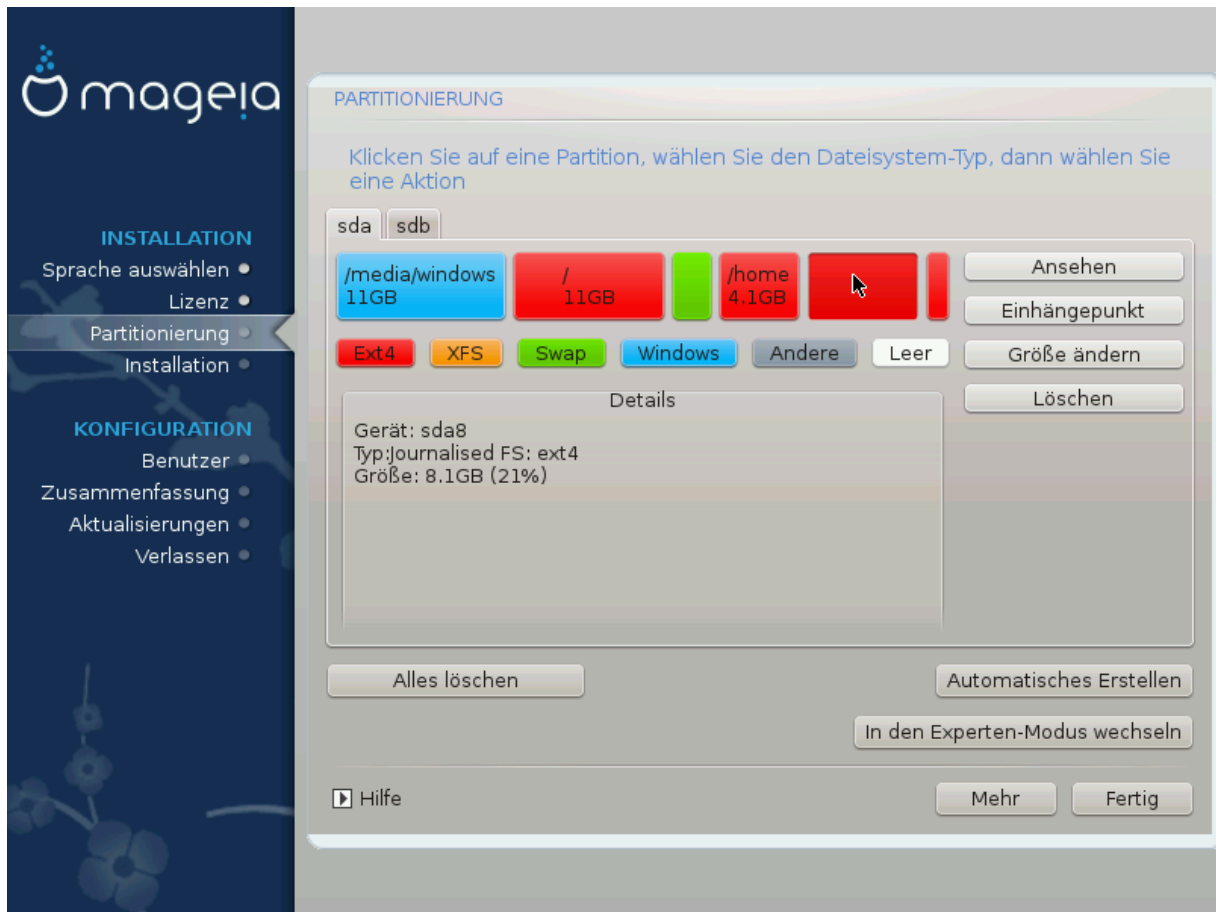 mageia
INSTALLATION
Sprache auswählen
Lizenz
Partitionierung
Installation
KONFIGURATION
Benutzer
Zusammenfassung
Aktualisierungen
Verlassen
PARTITIONIERUNG
Klicken Sie auf eine Partition, wählen Sie den Dateisystem-Typ, dann wählen Sie
eine Aktion
sda sdb
/media/windows
11GB
/
11GB
/home
4.1GB
Ext4 XFS Swap Windows Andere Leer
Details
Gerät: sda8
Typ:Journalised FS: ext4
Größe: 8.1GB (21%)
Ansehen
Einhängepunkt
Größe ändern
Löschen
Alles löschen
Automatisches Erstellen
In den Experten-Modus wechseln
Hilfe
Mehr
Fertig